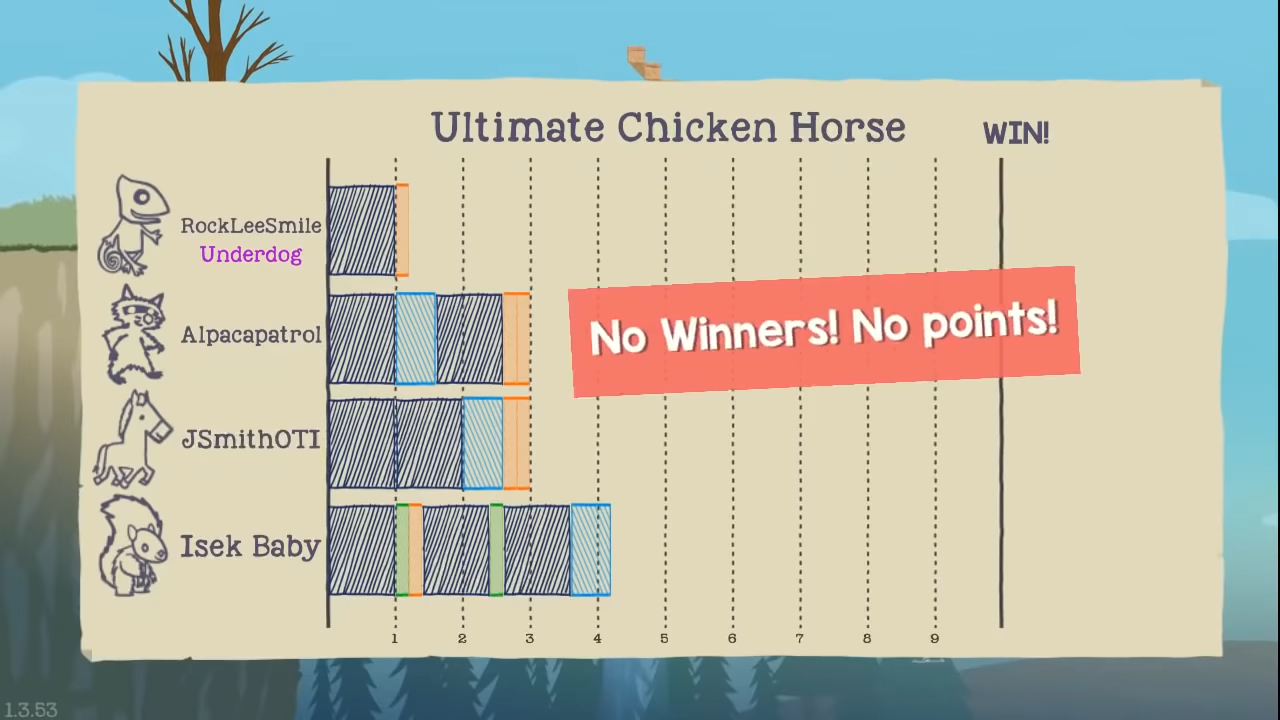 Ultimate Chicken Horse
WIN!
RockLeeSmile
Underdog
Alpacapatrol
No Winners! No points!
JSmithOTI
Isek Baby
1 2 3 4 5 6 7 8 9
1.3.53